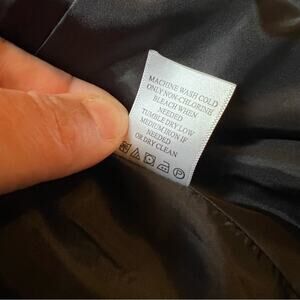 MACHINE WASH COLD
ONLY NON-CHLORINE
BLEACH WHEN
NEEDED
TUMBLE DRY LOW
MEDIUM IRON IF
NEEDED
OR DRY CLEAN